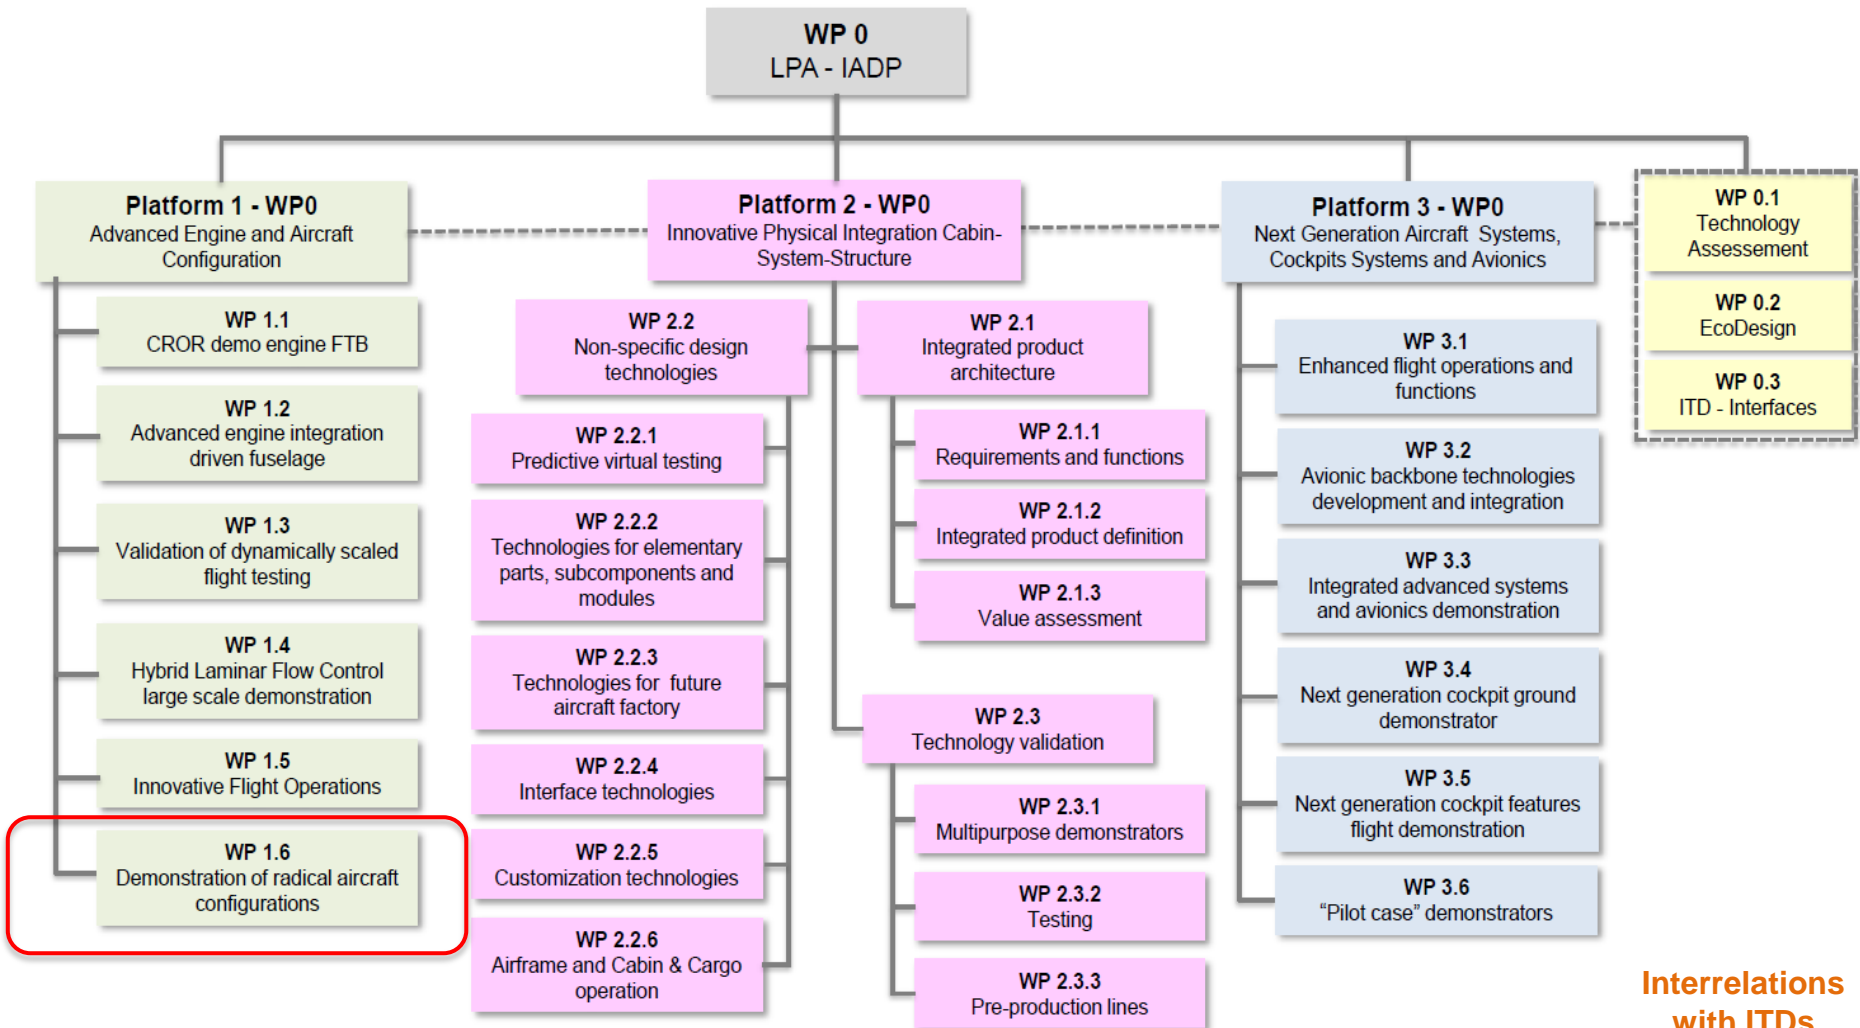 WP 0
LPA - IADP
Platform 1 - WP0
Advanced Engine and Aircraft
Configuration
WP 1.1
CROR demo engine FTB
WP 1.2
Advanced engine integration
driven fuselage
WP 1.3
Validation of dynamically scaled
flight testing
WP 1.4
Hybrid Laminar Flow Control
large scale demonstration
WP 1.5
Innovative Flight Operations
WP 1.6
Demonstration of radical aircraft
configurations
Platform 2 - WP0
Innovative Physical Integration Cabin-
System-Structure
WP 2.2
Non-specific design
technologies
WP 2.2.1
Predictive virtual testing
WP 2.2.2
Technologies for elementary
parts, subcomponents and
modules
WP 2.2.3
Technologies for future
aircraft factory
WP 2.2.4
Interface technologies
WP 2.2.5
Customization technologies
WP 2.2.6
Airframe and Cabin & Cargo
operation
WP 2.1
Integrated product
architecture
WP 2.1.1
Requirements and functions
WP 2.1.2
Integrated product definition
WP 2.1.3
Value assessment
WP 2.3
Technology validation
WP 2.3.1
Multipurpose demonstrators
WP 2.3.2
Testing
WP 2.3.3
Pre-production lines
Platform 3 - WP0
Next Generation Aircraft Systems,
Cockpits Systems and Avionics
WP 3.1
Enhanced flight operations and
functions
WP 3.2
Avionic backbone technologies
development and integration
WP 3.3
Integrated advanced systems
and avionics demonstration
WP 3.4
Next generation cockpit ground
demonstrator
WP 3.5
Next generation cockpit features
flight demonstration
WP 3.6
“Pilot case” demonstrators
WP 0.1
Technology
Assessement
WP 0.2
EcoDesign
WP 0.3
ITD - Interfaces
Interrelations
with ITDs